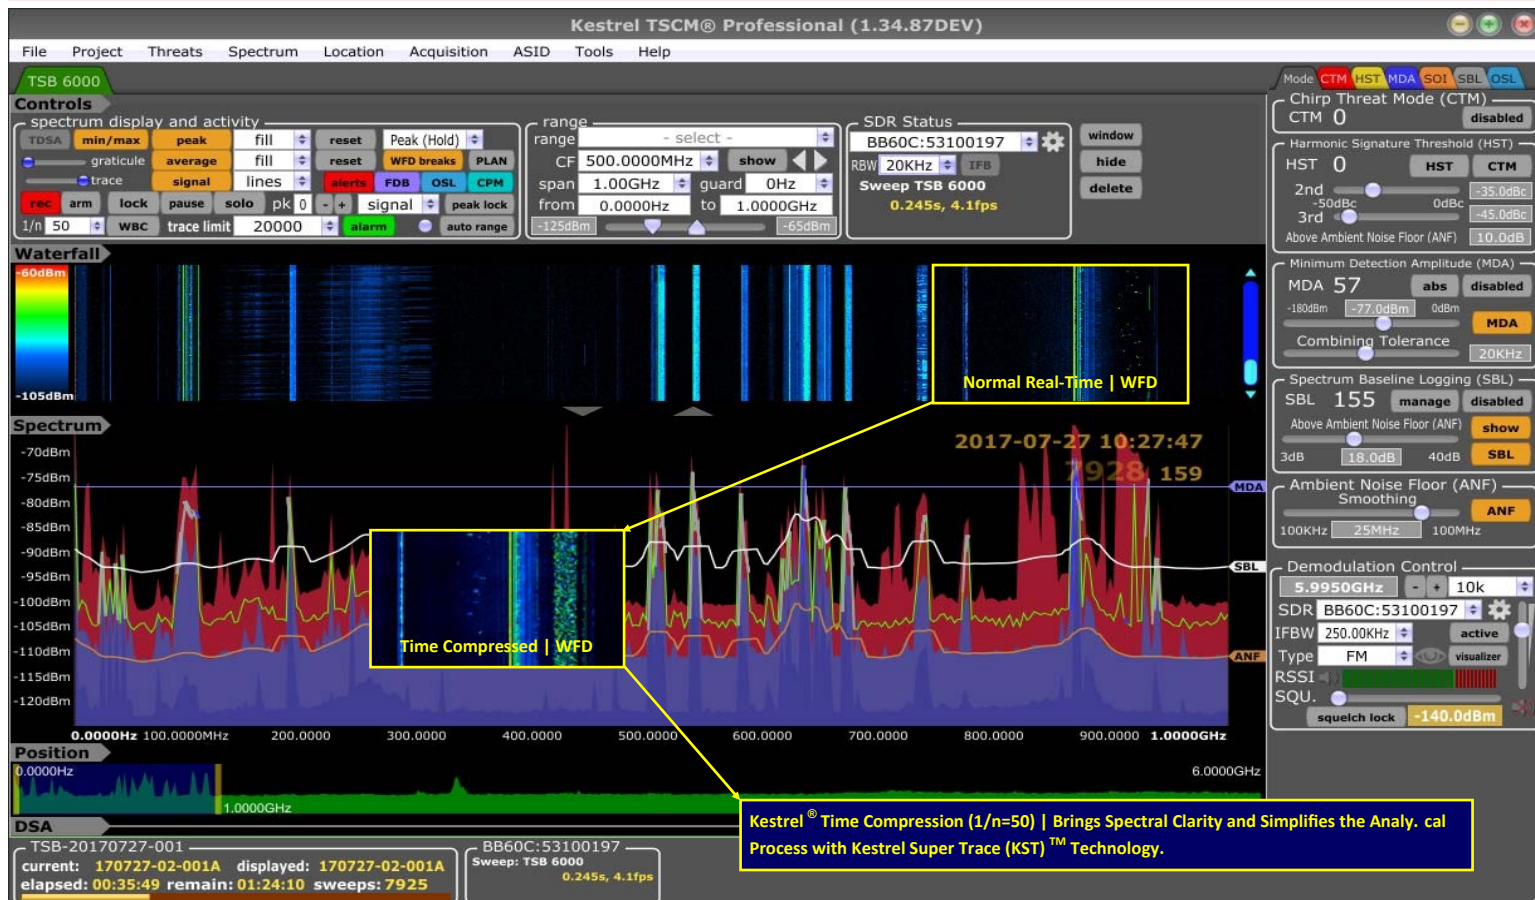 Kestrel TSCM® Professional (1.34.87DEV)
File Project Threats Spectrum Location Acquisition ASID Tools Help
TSB 6000
Controls
spectrum display and activity
TDSA min/max peak fill reset Peak (Hold)
graticule average fill reset WFD breaks PLAN
trace signal lines alerts FDB OSL CPM
rec arm lock pause solo pk 0 - + signal peak lock
1/n 50 WBC trace limit 20000 alarm auto range
range
range - select -
CF 500.0000MHz show
span 1.00GHz guard 0Hz
from 0.0000Hz to 1.0000GHz
-125dBm -65dBm
SDR Status
BB60C:53100197
RBW 20KHz IFB
Sweep TSB 6000
0.245s, 4.1fps
window
hide
delete
Mode CTM HST MDA SOI SBL OSL
Chirp Threat Mode (CTM)
CTM 0 disabled
Harmonic Signature Threshold (HST)
HST 0 HST CTM
2nd -35.0dBc
-50dBc 0dBc
3rd -45.0dBc
Above Ambient Noise Floor (ANF) 10.0dB
Minimum Detection Amplitude (MDA)
MDA 57 abs disabled
-180dBm -77.0dBm 0dBm
MDA
Combining Tolerance
20KHz
Spectrum Baseline Logging (SBL)
SBL 155 manage disabled
Above Ambient Noise Floor (ANF) show
3dB 18.0dB 40dB SBL
Ambient Noise Floor (ANF)
Smoothing
ANF
100KHz 25MHz 100MHz
Demodulation Control
5.9950GHz - + 10k
SDR BB60C:53100197
IFBW 250.00KHz active
Type FM visualizer
RSSI
SQU.
squelch lock -140.0dBm
Waterfall
-60dBm
-105dBm
Normal Real-Time | WFD
Spectrum
2017-07-27 10:27:47
7928 159
-70dBm
-75dBm
MDA
-80dBm
-85dBm
-90dBm
SBL
-95dBm
-100dBm
-105dBm
-110dBm
ANF
-115dBm
-120dBm
Time Compressed | WFD
0.0000Hz 100.0000MHz 200.0000 300.0000 400.0000 500.0000 600.0000 700.0000 800.0000 900.0000 1.0000GHz
Position
0.0000Hz 6.0000GHz
1.0000GHz
Kestrel ® Time Compression (1/n=50) | Brings Spectral Clarity and Simplifies the Analy. cal
Process with Kestrel Super Trace (KST) TM Technology.
DSA
TSB-20170727-001
current: 170727-02-001A displayed: 170727-02-001A
elapsed: 00:35:49 remain: 01:24:10 sweeps: 7925
BB60C:53100197
Sweep: TSB 6000
0.245s, 4.1fps